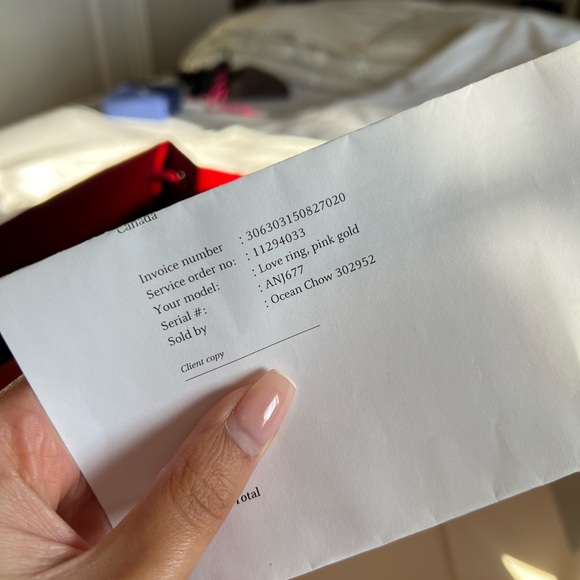 Canada
Invoice number : 306303150827020
Service order no: : 11294033
Your model: : Love ring, pink gold
Serial #: : ANJ677
Sold by : Ocean Chow 302952
Client copy
Total